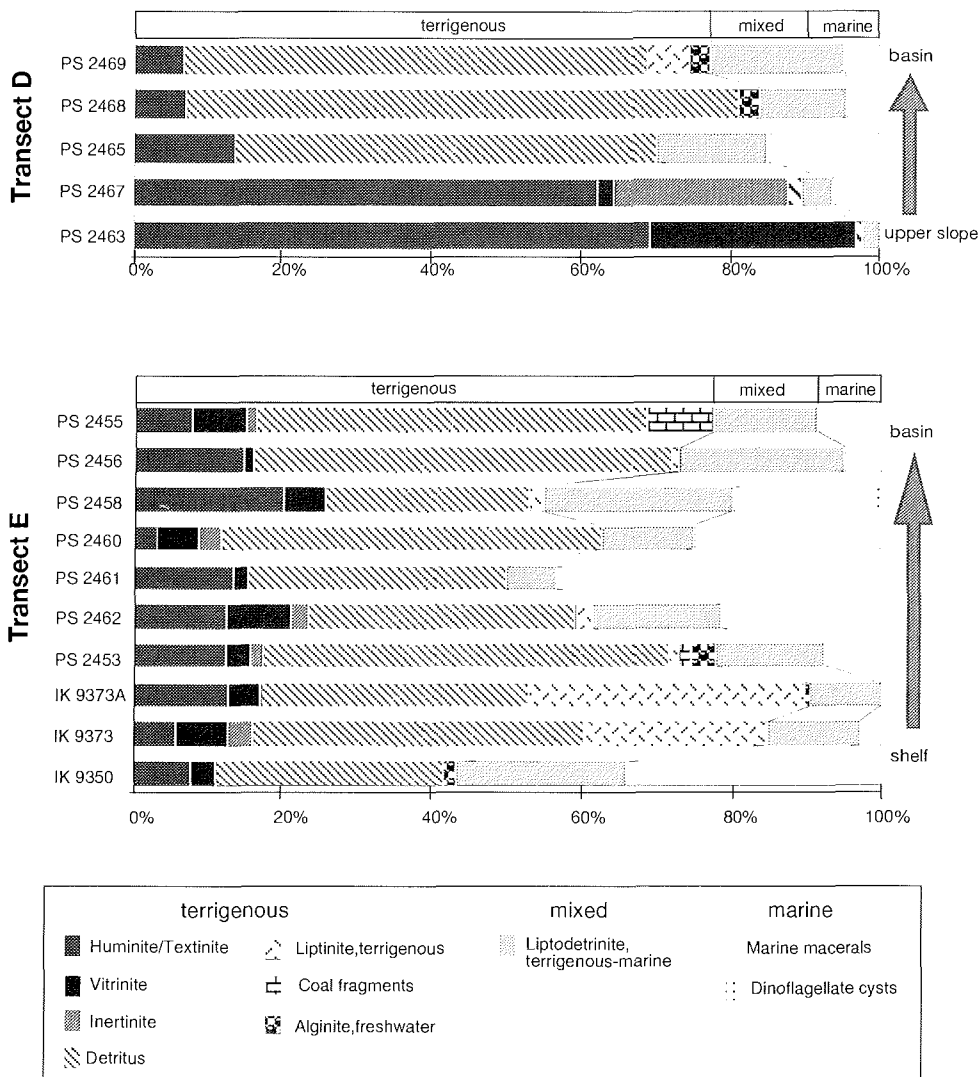 Transect D
terrigenous mixed marine
PS 2469
PS 2468
PS 2465
PS 2467
PS 2463
basin
upper slope
0% 20% 40% 60% 80% 100%
Transect E
terrigenous mixed marine
PS 2455
PS 2456
PS 2458
PS 2460
PS 2461
PS 2462
PS 2453
IK 9373A
IK 9373
IK 9350
basin
shelf
0% 20% 40% 60% 80% 100%
terrigenous
Huminite/Textinite
Vitrinite
Inertinite
Detritus
Liptinite,terrigenous
Coal fragments
Alginite,freshwater
mixed
Liptodetrinite,
terrigenous-marine
marine
Marine macerals
Dinoflagellate cysts